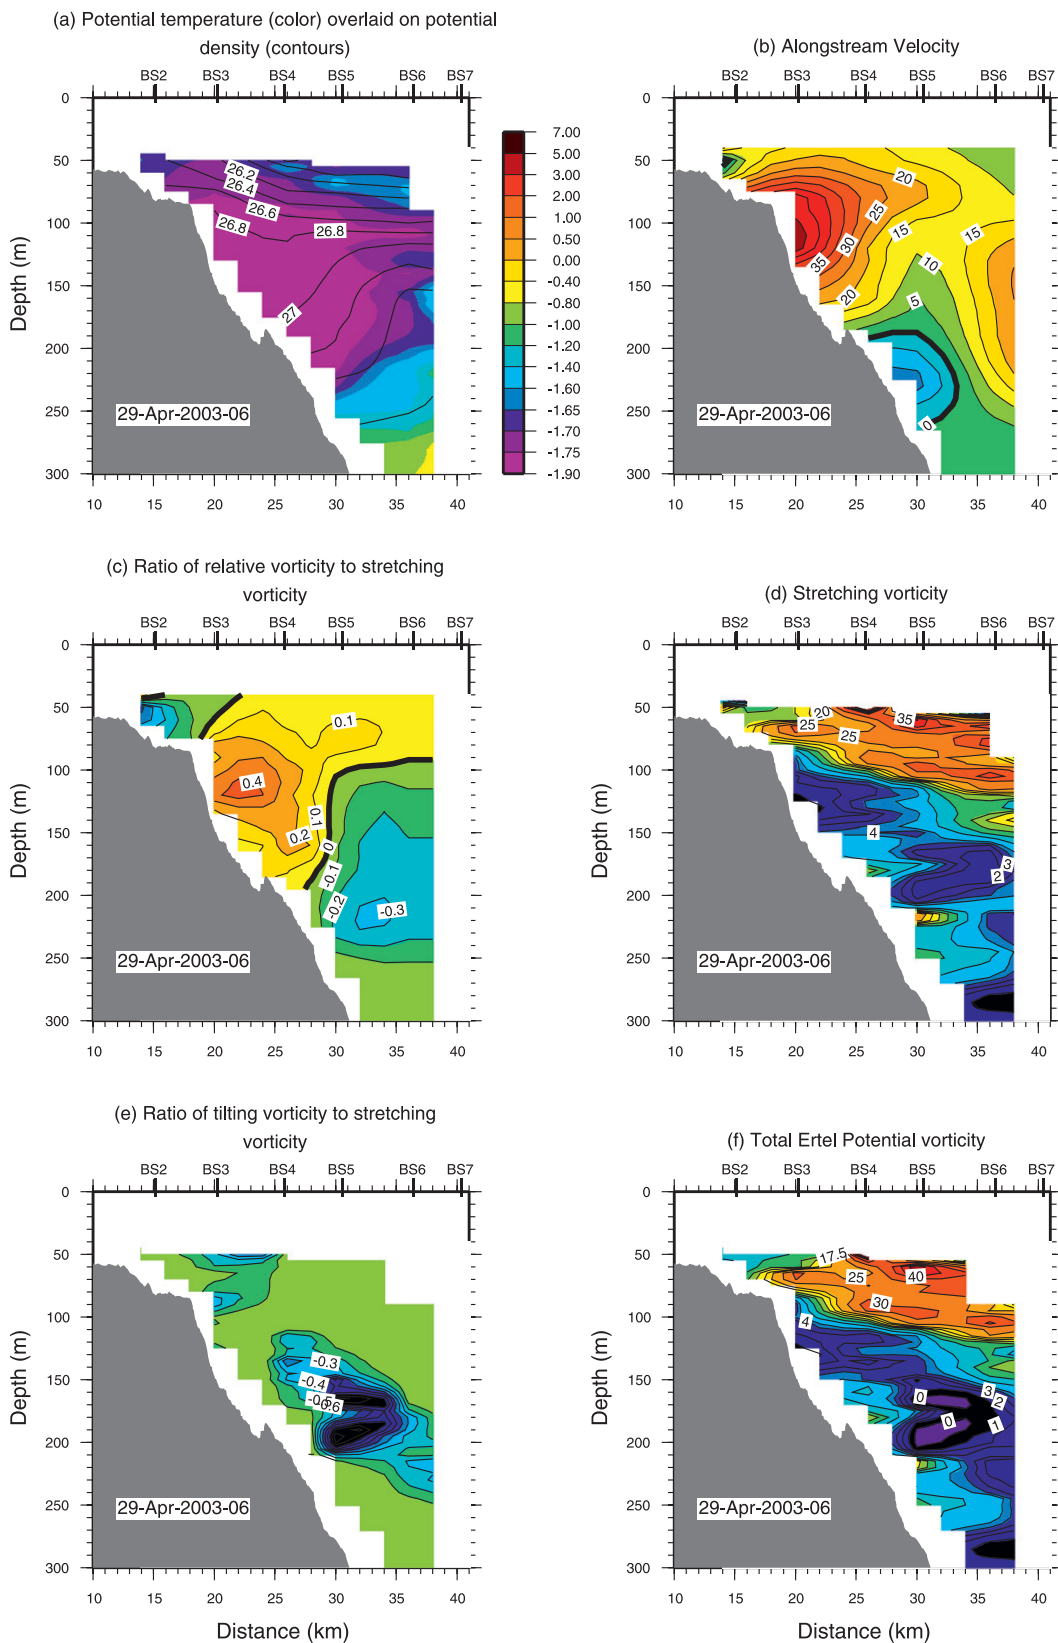 (a) Potential temperature (color) overlaid on potential
density (contours)
BS2 BS3 BS4 BS5 BS6 BS7
0
50
100
150
200
250
300
Depth (m)
26.2
26.4
26.6
26.8
26.8
27
29-Apr-2003-06
10 15 20 25 30 35 40
7.00
5.00
3.00
2.00
1.00
0.50
0.00
-0.40
-0.80
-1.00
-1.20
-1.40
-1.60
-1.65
-1.70
-1.75
-1.90
(b) Alongstream Velocity
BS2 BS3 BS4 BS5 BS6 BS7
0
50
100
150
200
250
300
Depth (m)
20
25
30
35
15
15
10
20
5
0
29-Apr-2003-06
10 15 20 25 30 35 40
(c) Ratio of relative vorticity to stretching
vorticity
BS2 BS3 BS4 BS5 BS6 BS7
0
50
100
150
200
250
300
Depth (m)
0.1
0.4
0.1
0.2
0
-0.1
-0.2
-0.3
29-Apr-2003-06
10 15 20 25 30 35 40
(d) Stretching vorticity
BS2 BS3 BS4 BS5 BS6 BS7
0
50
100
150
200
250
300
Depth (m)
20
35
25
25
4
3
2
29-Apr-2003-06
10 15 20 25 30 35 40
(e) Ratio of tilting vorticity to stretching
vorticity
BS2 BS3 BS4 BS5 BS6 BS7
0
50
100
150
200
250
300
Depth (m)
-0.3
-0.4
-0.5
-0.6
29-Apr-2003-06
10 15 20 25 30 35 40
Distance (km)
(f) Total Ertel Potential vorticity
BS2 BS3 BS4 BS5 BS6 BS7
0
50
100
150
200
250
300
Depth (m)
17.5
25
40
30
4
3
2
0
0
1
29-Apr-2003-06
10 15 20 25 30 35 40
Distance (km)